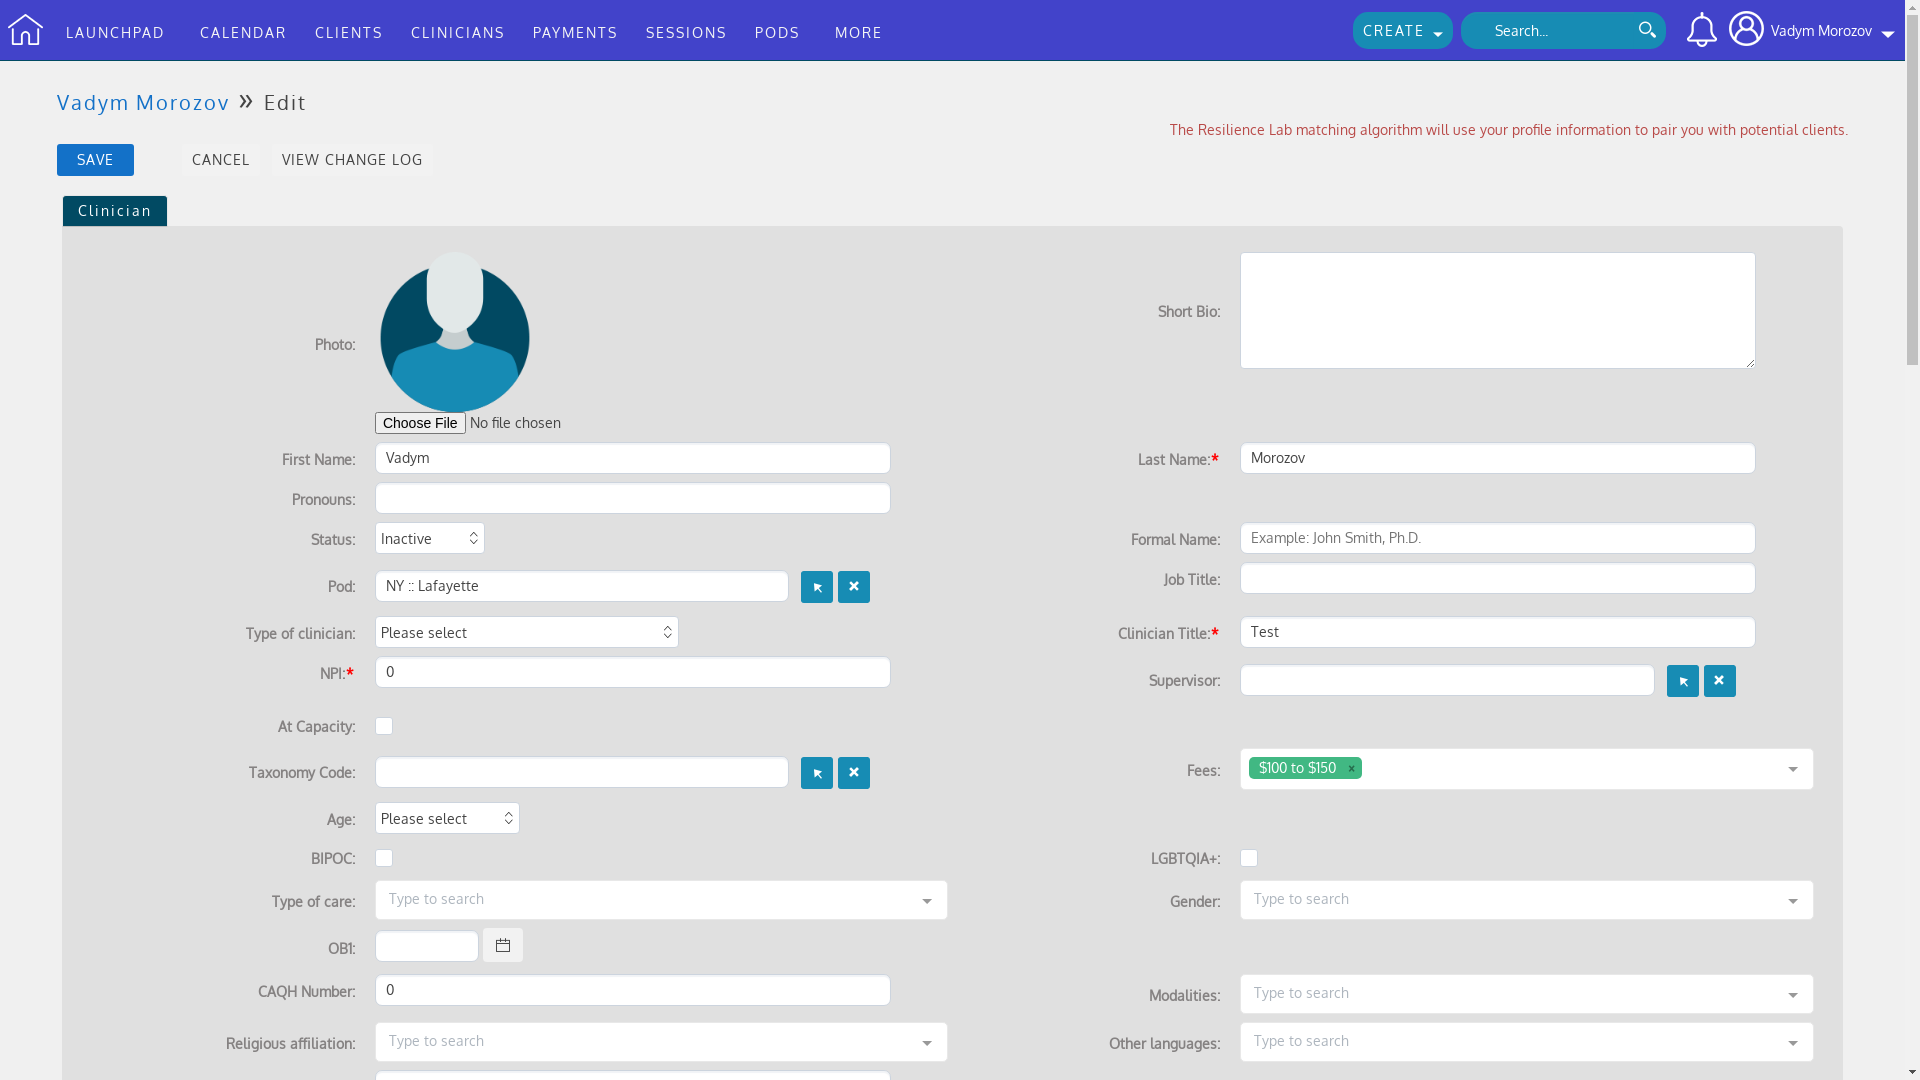 LAUNCHPAD CALENDAR CLIENTS CLINICIANS PAYMENTS SESSIONS PODS MORE CREATE Search... Vadym Morozov
Vadym Morozov » Edit
The Resilience Lab matching algorithm will use your profile information to pair you with potential clients.
SAVE CANCEL VIEW CHANGE LOG
Clinician
Photo:
Choose File No file chosen
Short Bio:
First Name: Vadym
Last Name:* Morozov
Pronouns:
Status: Inactive
Formal Name: Example: John Smith, Ph.D.
Pod: NY :: Lafayette
Job Title:
Type of clinician: Please select
Clinician Title:* Test
NPI:* 0
Supervisor:
At Capacity:
Taxonomy Code:
Fees: $100 to $150 ×
Age: Please select
BIPOC:
LGBTQIA+:
Type of care: Type to search
Gender: Type to search
OB1:
CAQH Number: 0
Modalities: Type to search
Religious affiliation: Type to search
Other languages: Type to search